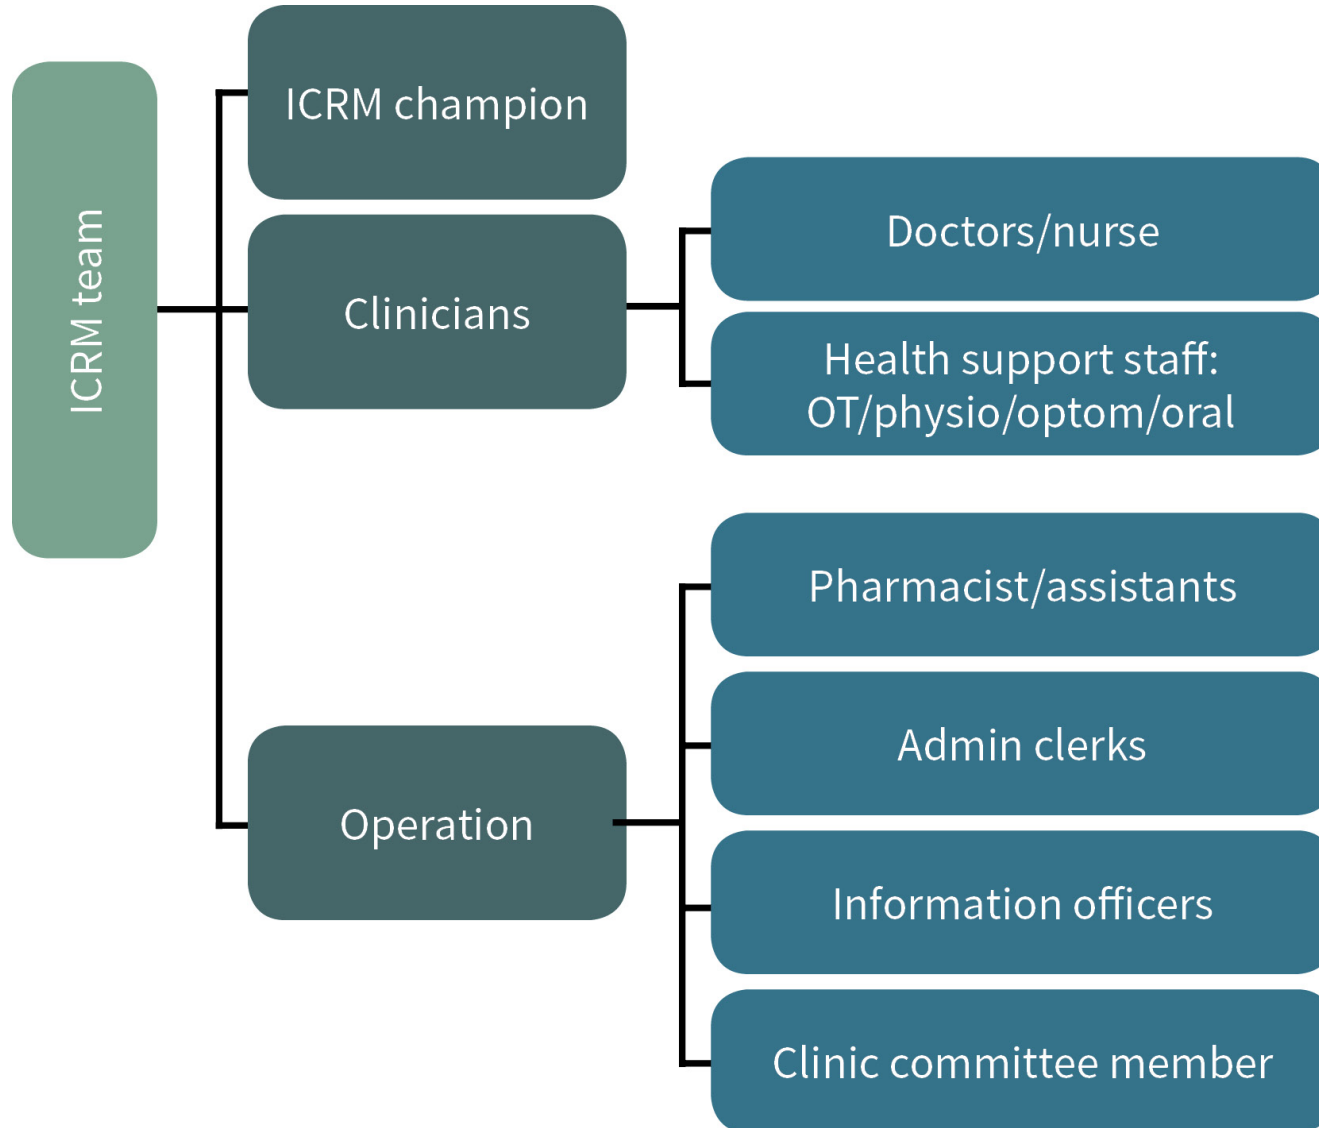 ICRM team
ICRM champion
Clinicians
Doctors/nurse
Health support staff:
OT/physio/optom/oral
Operation
Pharmacist/assistants
Admin clerks
Information officers
Clinic committee member